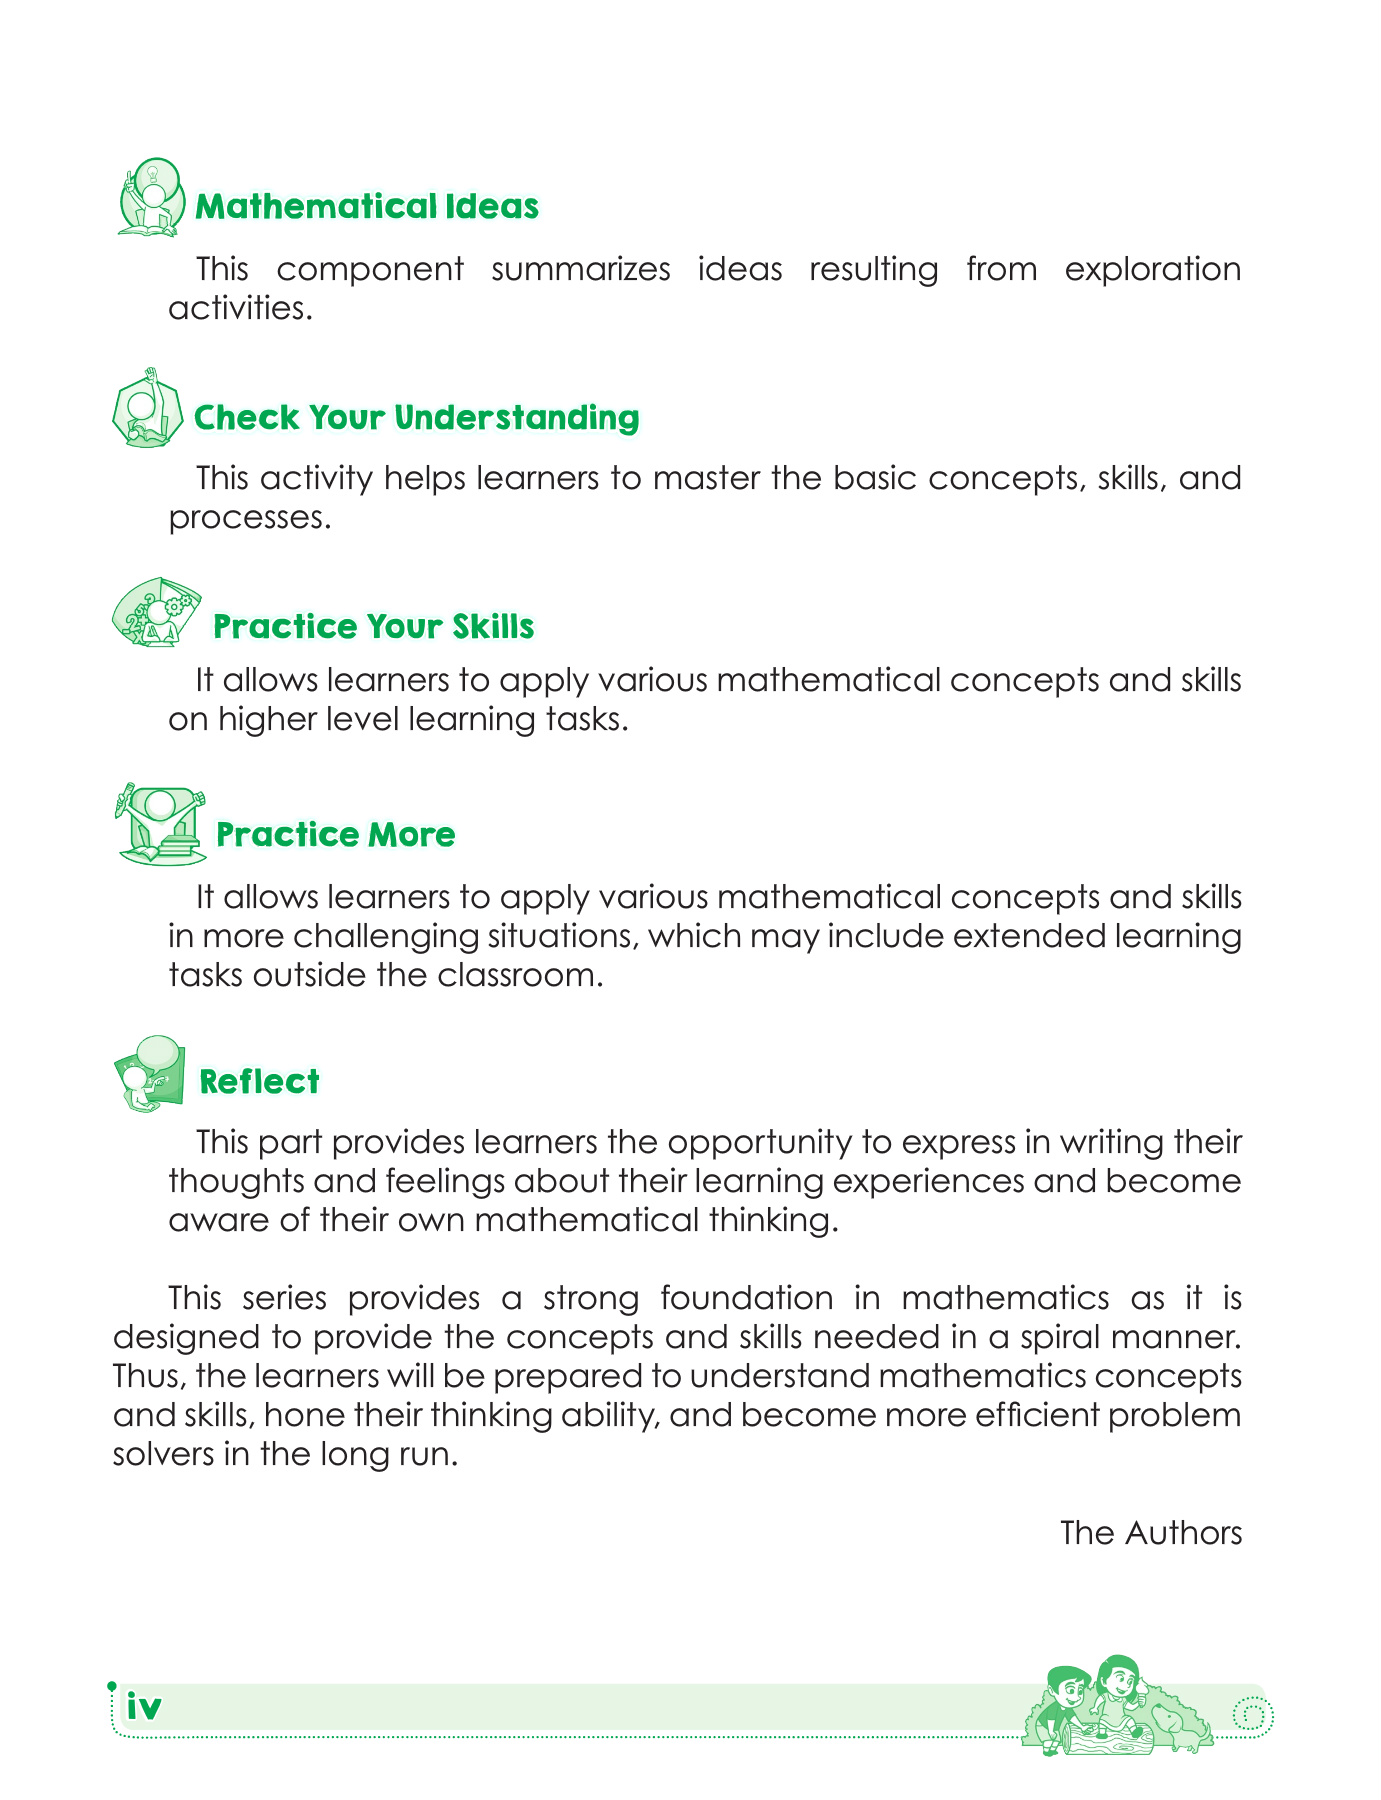 Mathematical Ideas
This component summarizes ideas resulting from exploration
activities.
Check Your Understanding
This activity helps learners to master the basic concepts, skills, and
processes.
Practice Your Skills
It allows learners to apply various mathematical concepts and skills
on higher level learning tasks.
Practice More
It allows learners to apply various mathematical concepts and skills
in more challenging situations, which may include extended learning
tasks outside the classroom.
Reflect
This part provides learners the opportunity to express in writing their
thoughts and feelings about their learning experiences and become
aware of their own mathematical thinking.
This series provides a strong foundation in mathematics as it is
designed to provide the concepts and skills needed in a spiral manner.
Thus, the learners will be prepared to understand mathematics concepts
and skills, hone their thinking ability, and become more efficient problem
solvers in the long run.
The Authors
iv